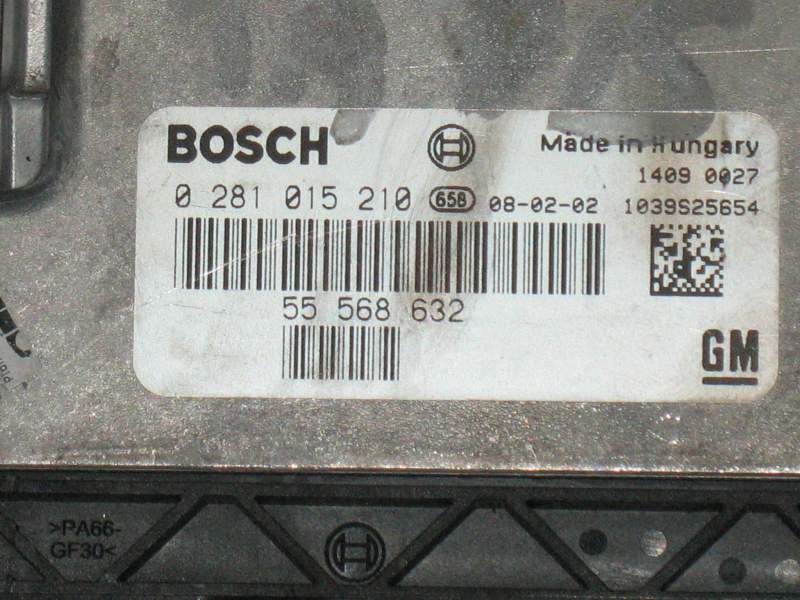 BOSCH
Made in Hungary
1409 0027
0 281 015 210 658 08-02-02 1039S25654
55 568 632
GM
>PA66-
GF30<